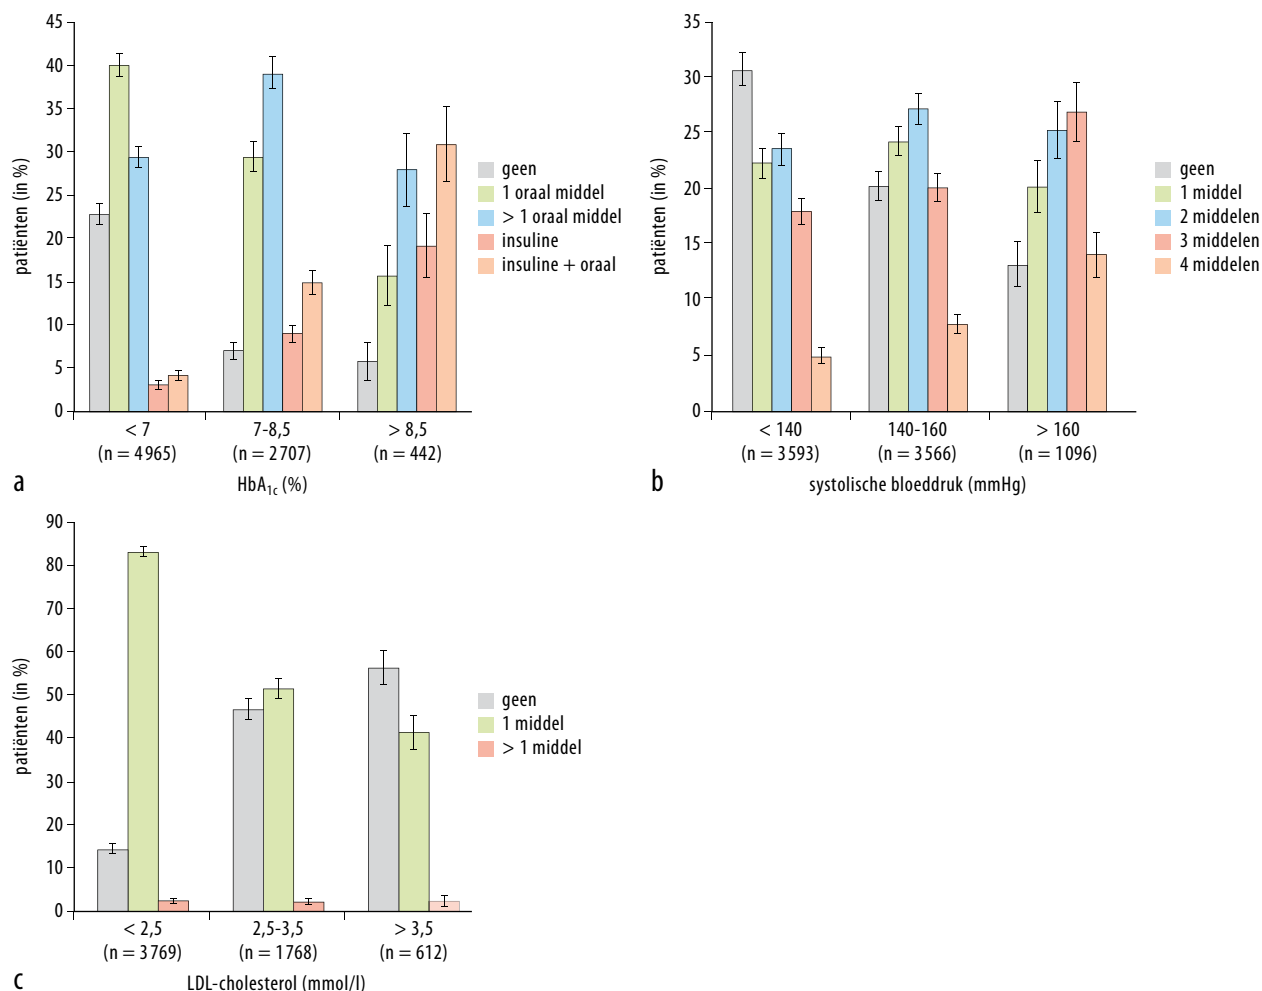 45
40
35
30
25
20
15
10
5
0
patiënten (in %)
< 7
(n = 4965)
7-8,5
(n = 2707)
> 8,5
(n = 442)
HbA1c (%)
a
geen
1 oraal middel
> 1 oraal middel
insuline
insuline + oraal
35
30
25
20
15
10
5
0
patiënten (in %)
< 140
(n = 3593)
140-160
(n = 3566)
> 160
(n = 1096)
systolische bloeddruk (mmHg)
b
geen
1 middel
2 middelen
3 middelen
4 middelen
90
80
70
60
50
40
30
20
10
0
patiënten (in %)
< 2,5
(n = 3769)
2,5-3,5
(n = 1768)
> 3,5
(n = 612)
LDL-cholesterol (mmol/l)
c
geen
1 middel
> 1 middel